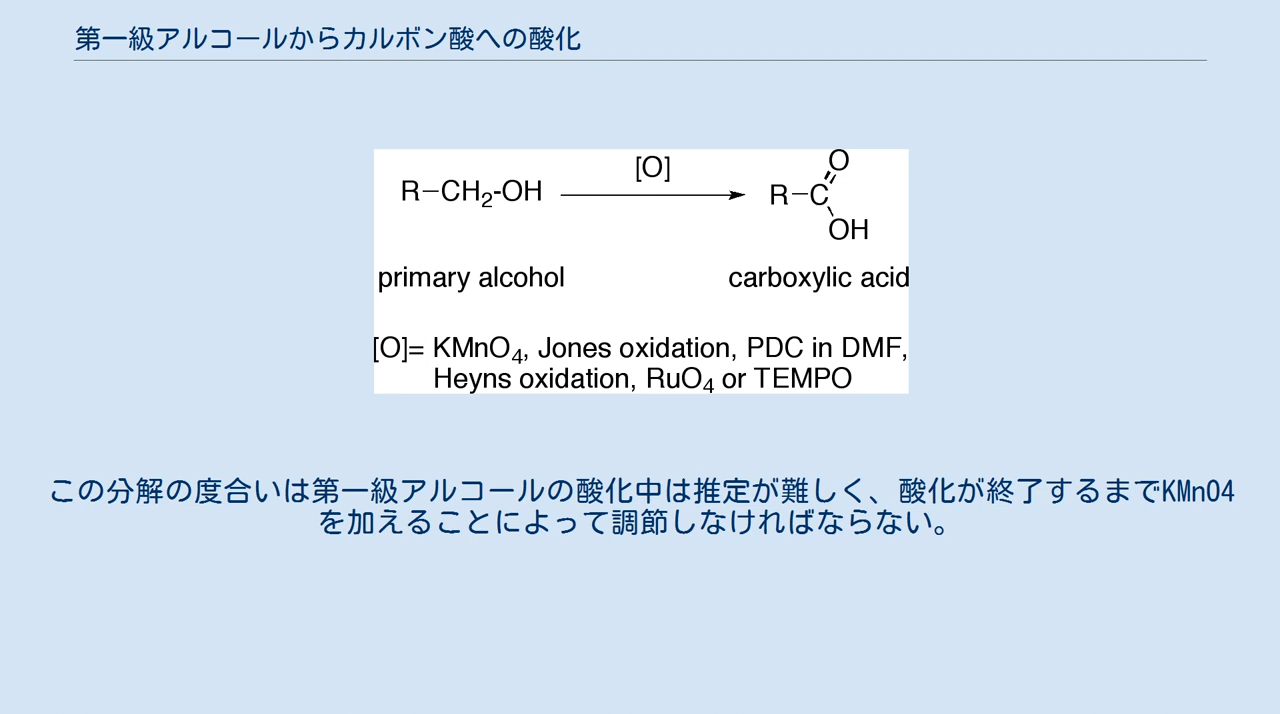 第一級アルコールからカルボン酸への酸化
[O]
O
R−CH2-OH
R−C
OH
primary alcohol
carboxylic acid
[O]= KMnO4, Jones oxidation, PDC in DMF,
Heyns oxidation, RuO4 or TEMPO
この分解の度合いは第一級アルコールの酸化中は推定が難しく、酸化が終了するまでKMnO4
を加えることによって調節しなければならない。